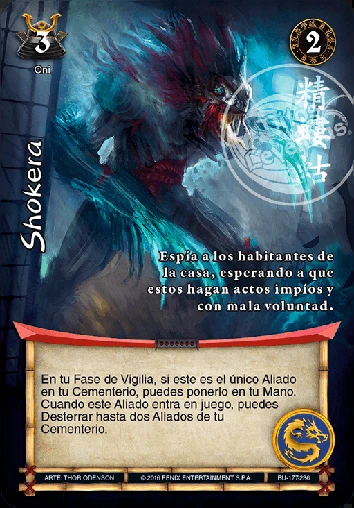 3
2
Oni
精螻蛄
Shokera
Espía a los habitantes de
la casa, esperando a que
estos hagan actos impíos y
con mala voluntad.
En tu Fase de Vigilia, si este es el único Aliado
en tu Cementerio, puedes ponerlo en tu Mano.
Cuando este Aliado entra en juego, puedes
Desterrar hasta dos Aliados de tu
Cementerio.
ARTE: THOR ODENSON
© 2016 FENIX ENTERTAINMENT S.P.A.